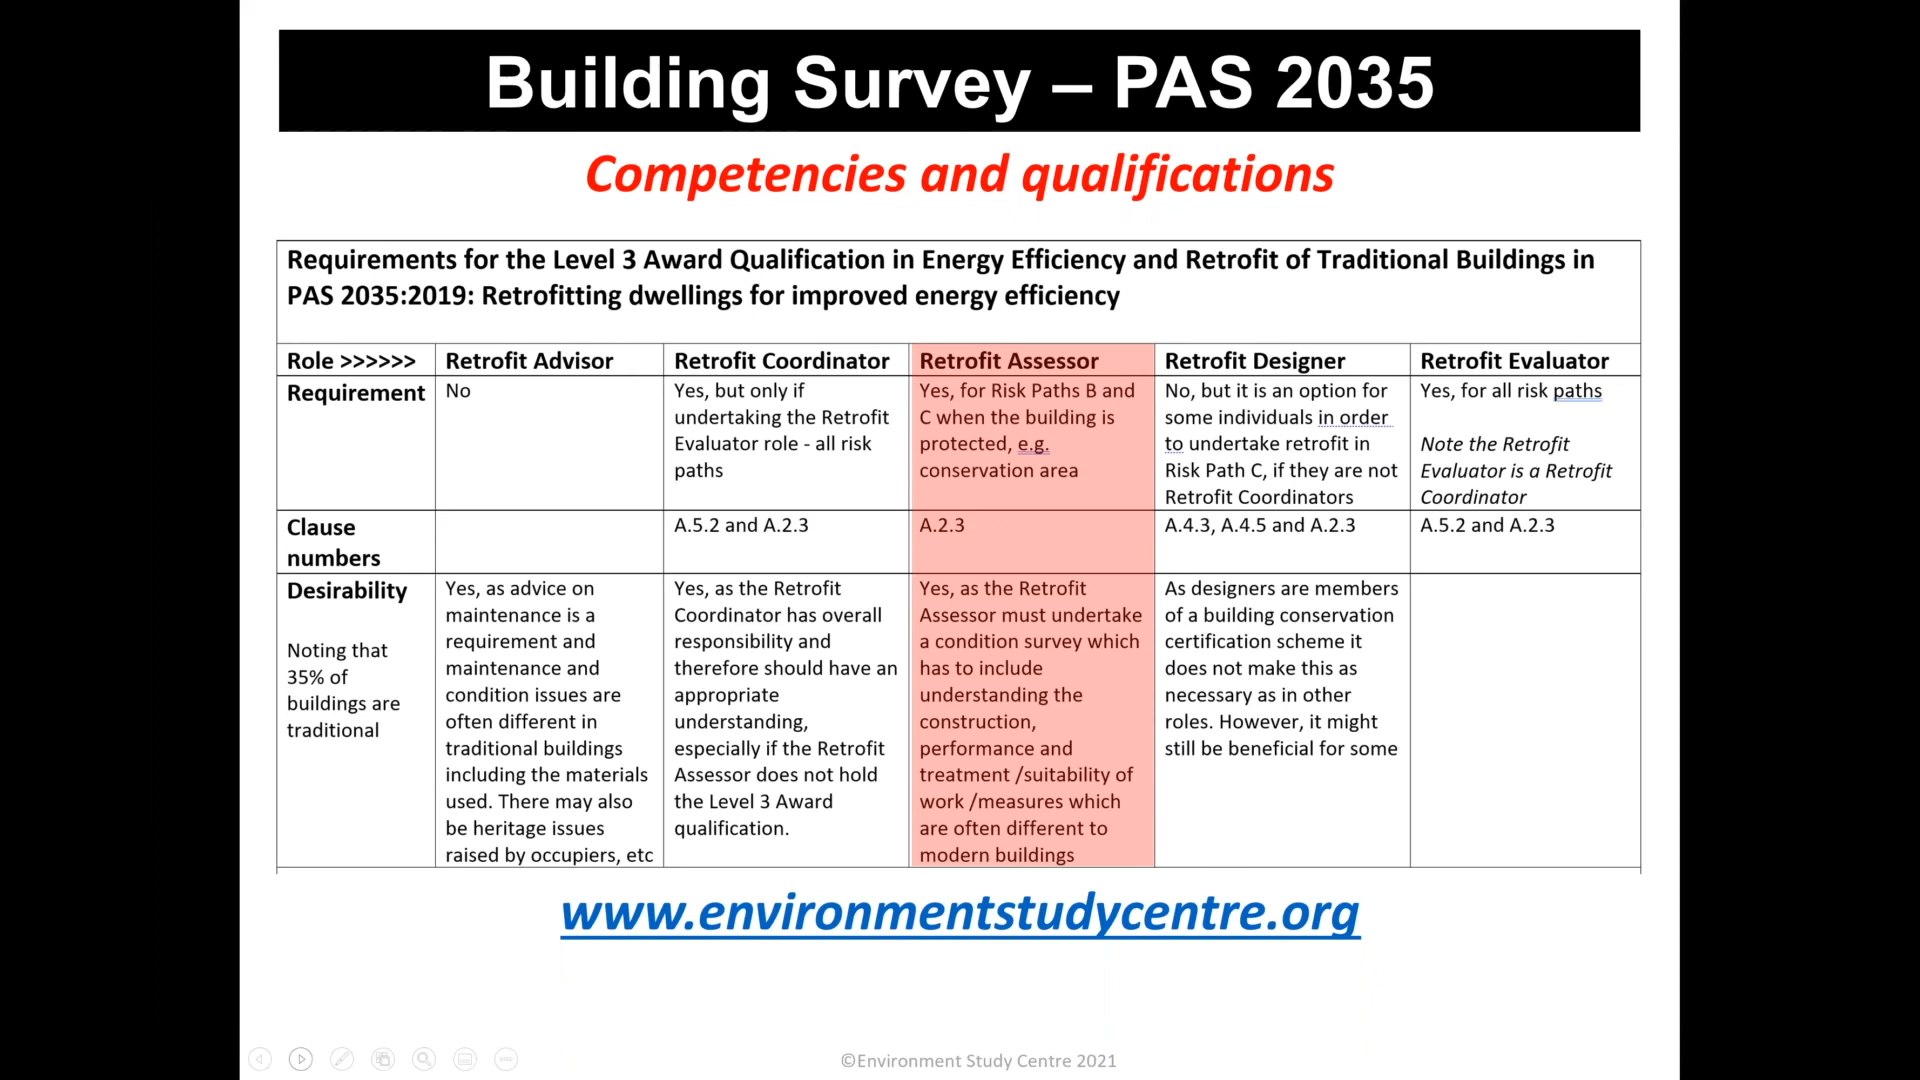 Building Survey – PAS 2035
Competencies and qualifications
Requirements for the Level 3 Award Qualification in Energy Efficiency and Retrofit of Traditional Buildings in
PAS 2035:2019: Retrofitting dwellings for improved energy efficiency
Role >>>>>>
Retrofit Advisor
Retrofit Coordinator
Retrofit Assessor
Retrofit Designer
Retrofit Evaluator
Requirement
No
Yes, but only if
undertaking the Retrofit
Evaluator role - all risk
paths
Yes, for Risk Paths B and
C when the building is
protected, e.g.
conservation area
No, but it is an option for
some individuals in order
to undertake retrofit in
Risk Path C, if they are not
Retrofit Coordinators
Yes, for all risk paths
Note the Retrofit
Evaluator is a Retrofit
Coordinator
Clause
numbers
A.5.2 and A.2.3
A.2.3
A.4.3, A.4.5 and A.2.3
A.5.2 and A.2.3
Desirability
Noting that
35% of
buildings are
traditional
Yes, as advice on
maintenance is a
requirement and
maintenance and
condition issues are
often different in
traditional buildings
including the materials
used. There may also
be heritage issues
raised by occupiers, etc
Yes, as the Retrofit
Coordinator has overall
responsibility and
therefore should have an
appropriate
understanding,
especially if the Retrofit
Assessor does not hold
the Level 3 Award
qualification.
Yes, as the Retrofit
Assessor must undertake
a condition survey which
has to include
understanding the
construction,
performance and
treatment /suitability of
work /measures which
are often different to
modern buildings
As designers are members
of a building conservation
certification scheme it
does not make this as
necessary as in other
roles. However, it might
still be beneficial for some
www.environmentstudycentre.org
©Environment Study Centre 2021